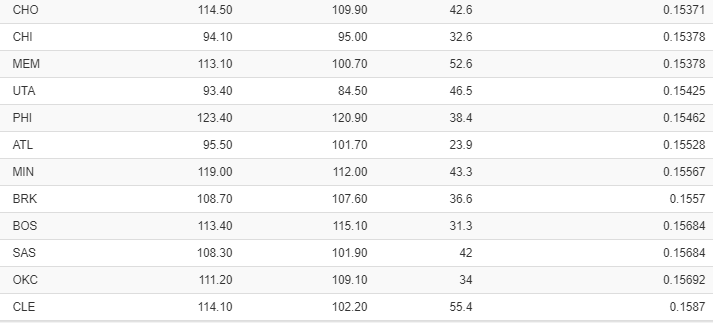 CHO 114.50 109.90 42.6 0.15371
CHI 94.10 95.00 32.6 0.15378
MEM 113.10 100.70 52.6 0.15378
UTA 93.40 84.50 46.5 0.15425
PHI 123.40 120.90 38.4 0.15462
ATL 95.50 101.70 23.9 0.15528
MIN 119.00 112.00 43.3 0.15567
BRK 108.70 107.60 36.6 0.1557
BOS 113.40 115.10 31.3 0.15684
SAS 108.30 101.90 42 0.15684
OKC 111.20 109.10 34 0.15692
CLE 114.10 102.20 55.4 0.1587